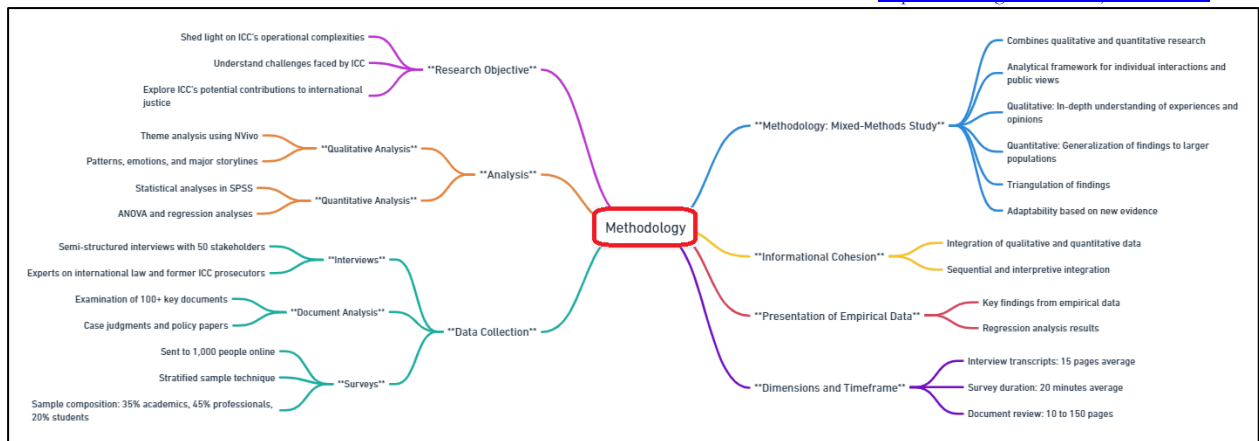 Shed light on ICC's operational complexities
Understand challenges faced by ICC
Explore ICC's potential contributions to international
justice
**Research Objective**
Theme analysis using NVivo
Patterns, emotions, and major storylines
**Qualitative Analysis**
Statistical analyses in SPSS
ANOVA and regression analyses
**Quantitative Analysis**
**Analysis**
Semi-structured interviews with 50 stakeholders
Experts on international law and former ICC prosecutors
**Interviews**
Examination of 100+ key documents
Case judgments and policy papers
**Document Analysis**
Sent to 1,000 people online
Stratified sample technique
Sample composition: 35% academics, 45% professionals,
20% students
**Surveys**
**Data Collection**
Methodology
**Methodology: Mixed-Methods Study**
Combines qualitative and quantitative research
Analytical framework for individual interactions and
public views
Qualitative: In-depth understanding of experiences and
opinions
Quantitative: Generalization of findings to larger
populations
Triangulation of findings
Adaptability based on new evidence
**Informational Cohesion**
Integration of qualitative and quantitative data
Sequential and interpretive integration
**Presentation of Empirical Data**
Key findings from empirical data
Regression analysis results
**Dimensions and Timeframe**
Interview transcripts: 15 pages average
Survey duration: 20 minutes average
Document review: 10 to 150 pages